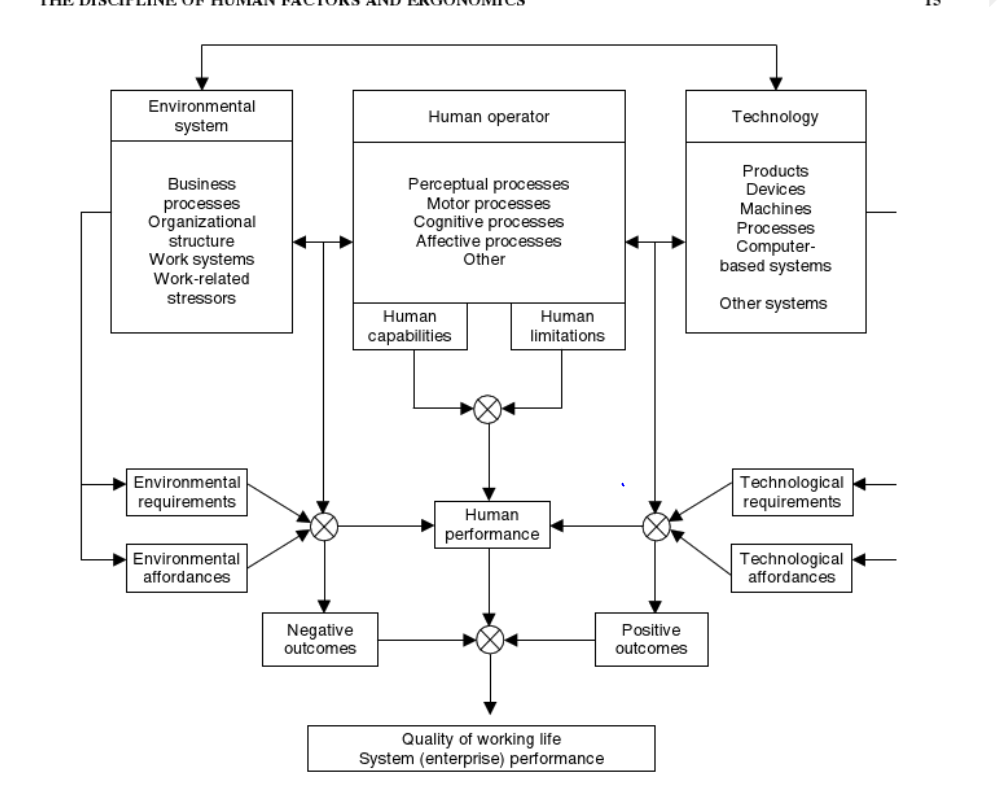 THE DISCIPLINE OF HUMAN FACTORS AND ERGONOMICS
15
Environmental
system
Business
processes
Organizational
structure
Work systems
Work-related
stressors
Human operator
Perceptual processes
Motor processes
Cognitive processes
Affective processes
Other
Human
capabilities
Human
limitations
Technology
Products
Devices
Machines
Processes
Computer-
based systems
Other systems
Environmental
requirements
Environmental
affordances
Human
performance
Technological
requirements
Technological
affordances
Negative
outcomes
Positive
outcomes
Quality of working life
System (enterprise) performance